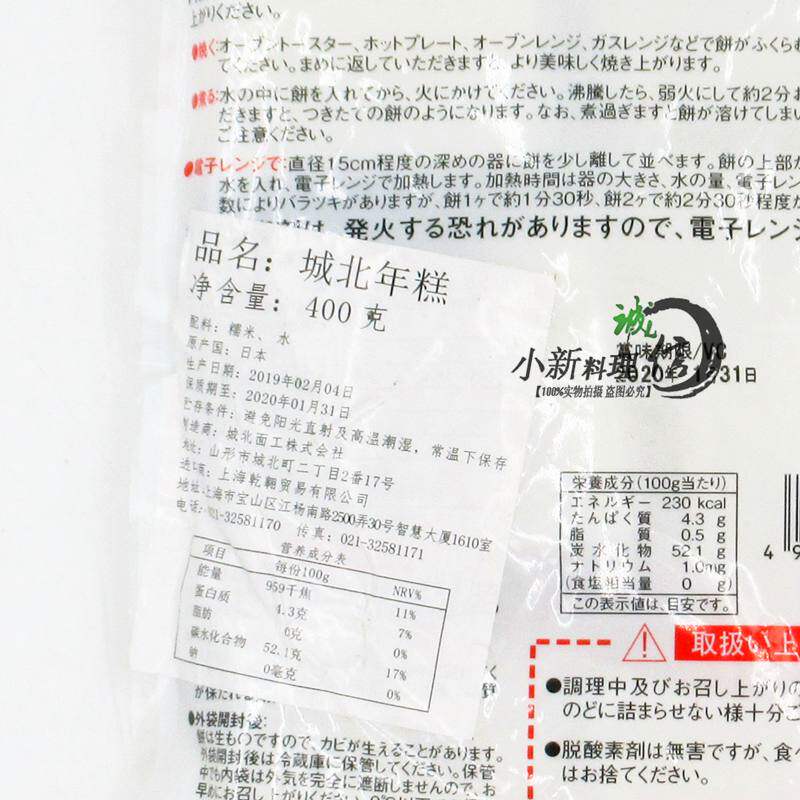 上がりください。
●焼く:オーブントースター、ホットプレート、オーブンレンジ、ガスレンジなどで餅がふくらむ
てください。まめに返していただきますと、より美味しく焼き上がります。
●煮る:水の中に餅を入れてから、火にかけてください。沸騰したら、弱火にして約2分お
だきますと、つきたての餅のようになります。なお、煮過ぎますと餅が溶けてしまい
ご注意ください。
●電子レンジで:直径15cm程度の深めの器に餅を少し離して並べます。餅の上部が
水を入れ、電子レンジで加熱します。加熱時間は器の大きさ、水の量、電子レン
数によりバラツキがありますが、餅1ケで約1分30秒、餅2ケで約2分30秒程度か
は、発火する恐れがありますので、電子レンジ
品名: 城北年糕
净含量: 400 克
配料: 糯米、水
原产国: 日本
生产日期: 2019年02月04日
保质期至: 2020年01月31日
贮存条件: 避免阳光直射及高温潮湿,常温下保存
制造商: 城北面工株式会社
地址: 山形市城北町二丁目2番17号
上海乾輛贸易有限公司
地址:上海市宝山区江杨南路2500弄30号智慧大厦1610室
电话:021-32581170 传真: 021-32581171
营养成分表
项目 每份100g NRV%
能量 959千焦 11%
蛋白质 4.3克 7%
脂肪 0克 0%
碳水化合物 52.1克 17%
钠 0毫克 0%
誠信
小新料理
【100%实物拍摄 盗图必究】
賞味期限/VC
2020年 1 31日
栄養成分(100g当たり)
エネルギー 230 kcal
たんぱく質 4.3 g
脂質 0.5 g
炭水化物 52.1 g
ナトリウム 1.0mg
(食塩相当量 0 g)
この表示値は、目安です。
4 9
取扱い上
●調理中及びお召し上がりの
のどに詰まらせない様十分ご
●脱酸素剤は無害ですが、食べ
はお捨てください。
●外袋開封後:
餅は生ものですので、カビが生えることがあります。
外袋開封後は冷蔵庫に保管してください。保管
中でも内袋は外気を完全に遮断しませんので、お
早めにお召し上がりください。